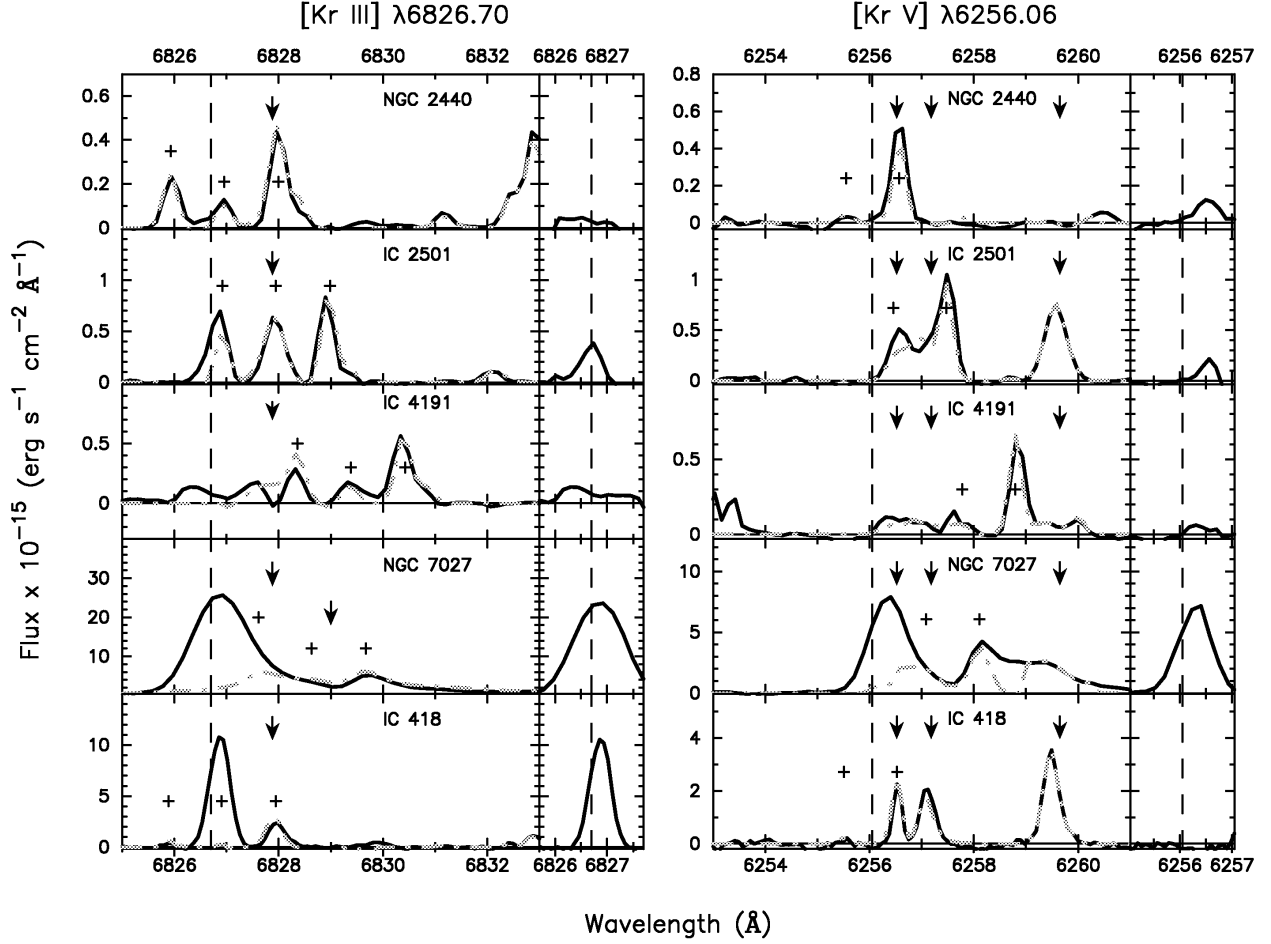 [Kr III] λ6826.70 [Kr V] λ6256.06
6826 6828 6830 6832 6826 6827 6254 6256 6258 6260 6256 6257
NGC 2440 NGC 2440
0.6 0.8
0.4 0.6
0.2 0.4
0 0.2
0
IC 2501 IC 2501
1 1
0.5 0.5
0 0
IC 4191 IC 4191
0.5 0.5
0 0
NGC 7027 NGC 7027
30 10
20 5
10 0
IC 418 IC 418
10 4
5 2
0 0
6826 6828 6830 6832 6826 6827 6254 6256 6258 6260 6256 6257
Flux x 10−15 (erg s−1 cm−2 Å−1)
Wavelength (Å)